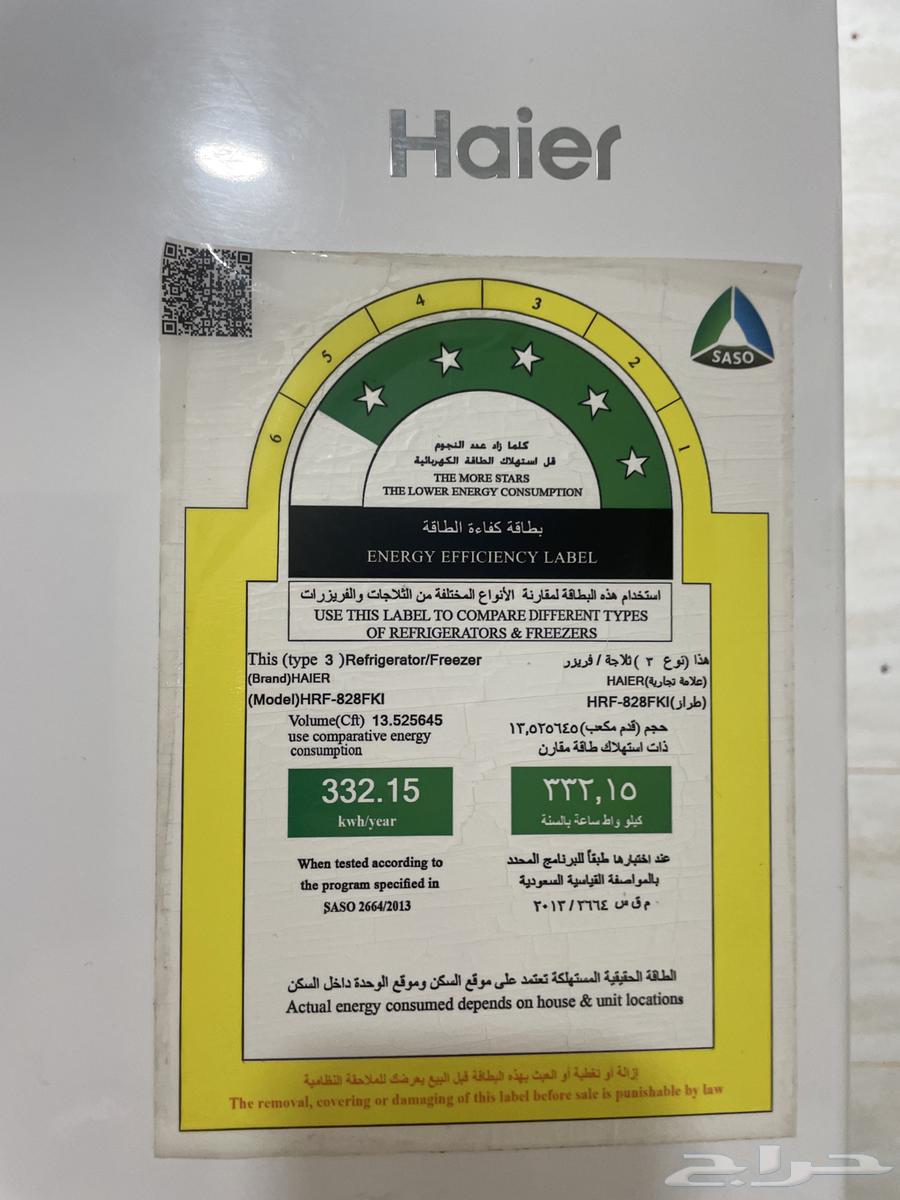 Haier
4
3
5
2
6
1
SASO
كلما زاد عدد النجوم
قل استهلاك الطاقة الكهربائية
THE MORE STARS
THE LOWER ENERGY CONSUMPTION
بطاقة كفاءة الطاقة
ENERGY EFFICIENCY LABEL
استخدام هذه البطاقة لمقارنة الأنواع المختلفة من الثلاجات والفريزرات
USE THIS LABEL TO COMPARE DIFFERENT TYPES
OF REFRIGERATORS & FREEZERS
This (type 3 )Refrigerator/Freezer
(Brand)HAIER
(Model)HRF-828FKI
Volume(Cft) 13.525645
use comparative energy
consumption
هذا (نوع ٣ ) ثلاجة / فريزر
(علامة تجارية)HAIER
(طراز)HRF-828FKI
حجم (قدم مكعب)١٣,٥٢٥٦٤٥
ذات استهلاك طاقة مقارن
332.15
kwh/year
٣٣٢,١٥
كيلو واط ساعة بالسنة
When tested according to
the program specified in
SASO 2664/2013
عند اختبارها طبقاً للبرنامج المحدد
بالمواصفة القياسية السعودية
م ق س ٢٦٦٤ / ٢٠١٣
الطاقة الحقيقية المستهلكة تعتمد على موقع السكن وموقع الوحدة داخل السكن
Actual energy consumed depends on house & unit locations
إزالة أو تغطية أو العبث بهذه البطاقة قبل البيع يعرضك للملاحقة النظامية
The removal, covering or damaging of this label before sale is punishable by law
حراج